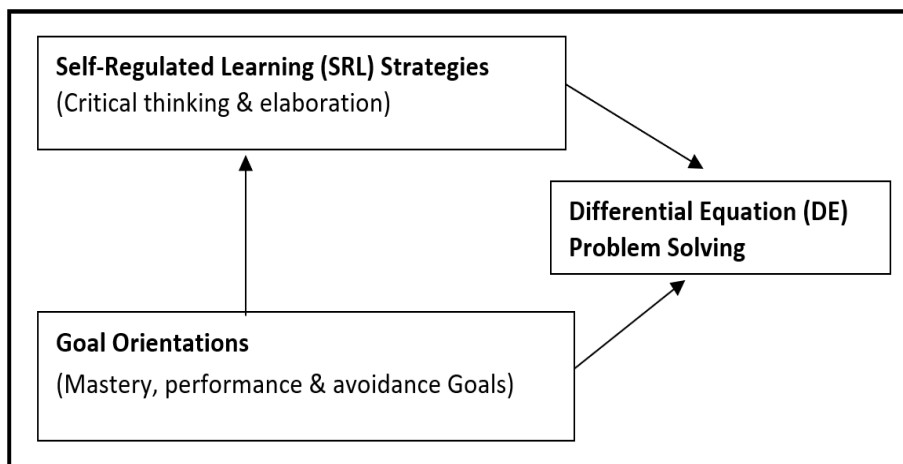 Self-Regulated Learning (SRL) Strategies
(Critical thinking & elaboration)
Differential Equation (DE)
Problem Solving
Goal Orientations
(Mastery, performance & avoidance Goals)